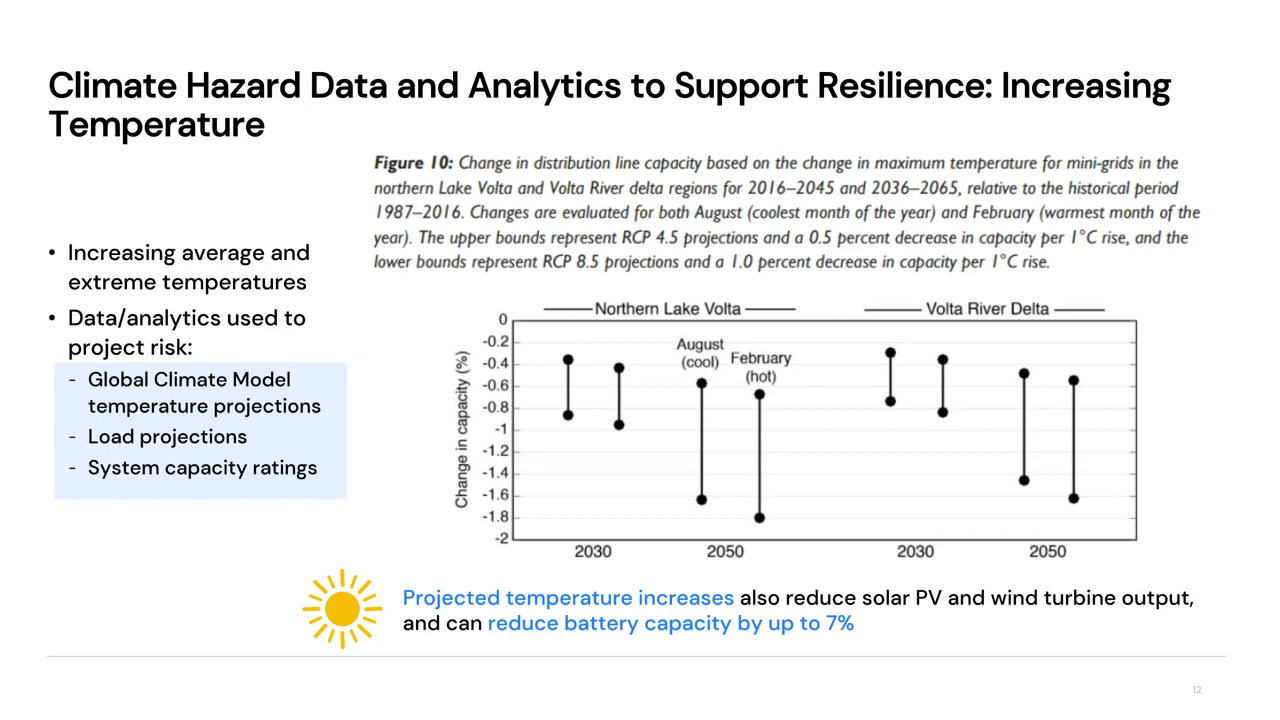 Climate Hazard Data and Analytics to Support Resilience: Increasing
Temperature
Figure 10: Change in distribution line capacity based on the change in maximum temperature for mini-grids in the
northern Lake Volta and Volta River delta regions for 2016–2045 and 2036–2065, relative to the historical period
1987–2016. Changes are evaluated for both August (coolest month of the year) and February (warmest month of the
year). The upper bounds represent RCP 4.5 projections and a 0.5 percent decrease in capacity per 1°C rise, and the
lower bounds represent RCP 8.5 projections and a 1.0 percent decrease in capacity per 1°C rise.
• Increasing average and
extreme temperatures
• Data/analytics used to
project risk:
- Global Climate Model
temperature projections
- Load projections
- System capacity ratings
Northern Lake Volta
Volta River Delta
Change in capacity (%)
0
-0.2
-0.4
-0.6
-0.8
-1
-1.2
-1.4
-1.6
-1.8
-2
August
(cool)
February
(hot)
2030
2050
2030
2050
Projected temperature increases also reduce solar PV and wind turbine output,
and can reduce battery capacity by up to 7%
12